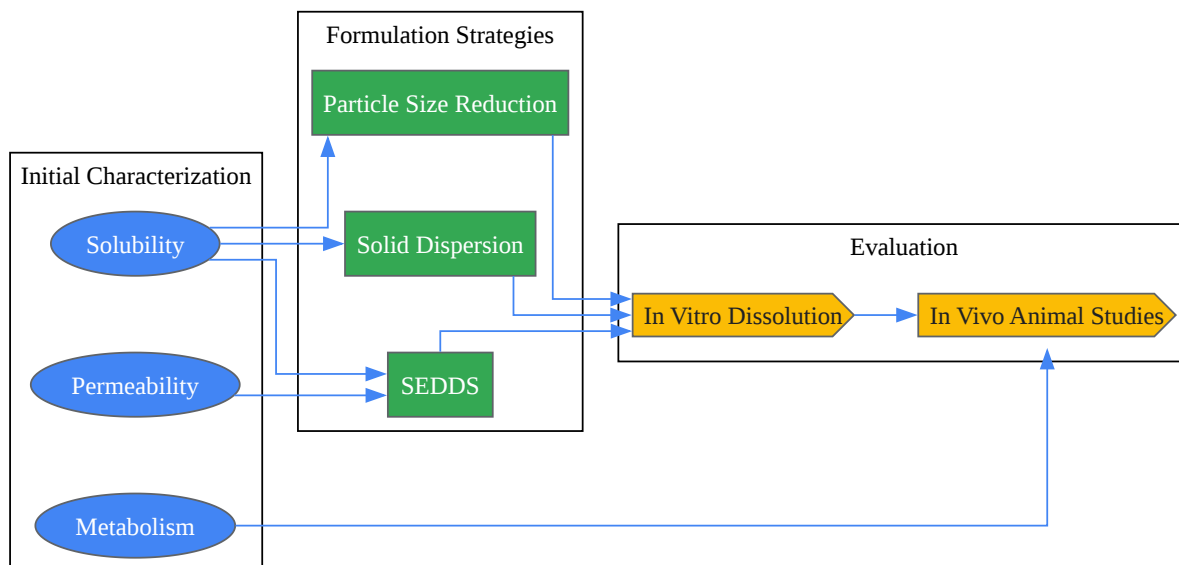 Formulation Strategies
Particle Size Reduction
Initial Characterization
Solubility
Solid Dispersion
Evaluation
In Vitro Dissolution
In Vivo Animal Studies
Permeability
SEDDS
Metabolism